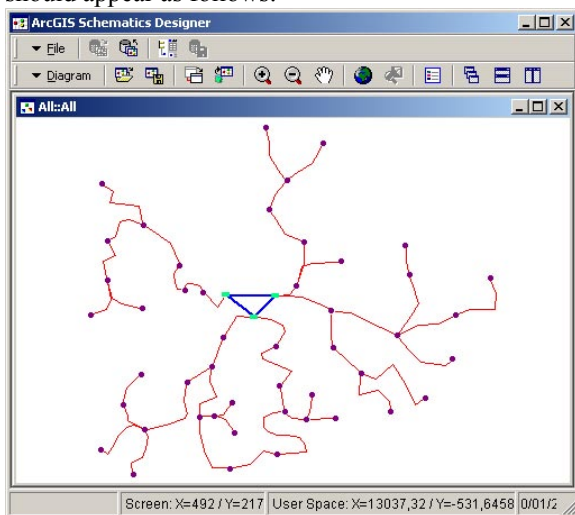 should appear as follows.
ArcGIS Schematics Designer
File
Diagram
All::All
Screen: X=492 / Y=217 User Space: X=13037,32 / Y=-531,6458 0/01/2